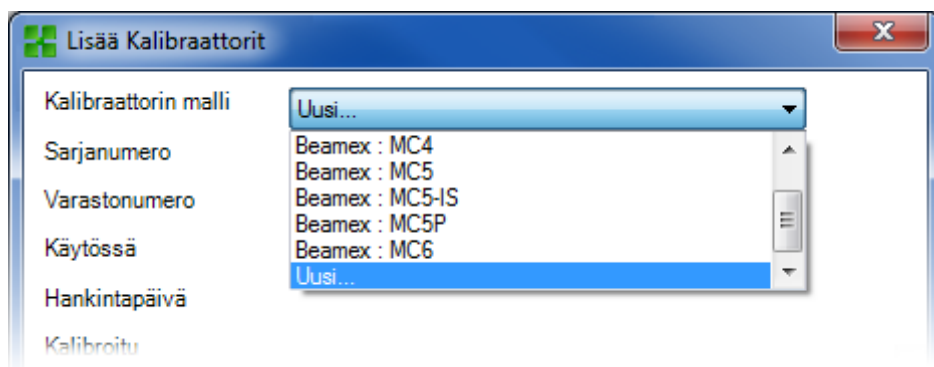 Lisää Kalibraattorit
Kalibraattorin malli
Uusi...
Beamex : MC4
Beamex : MC5
Beamex : MC5-IS
Beamex : MC5P
Beamex : MC6
Uusi...
Sarjanumero
Varastonumero
Käytössä
Hankintapäivä
Kalibroitu